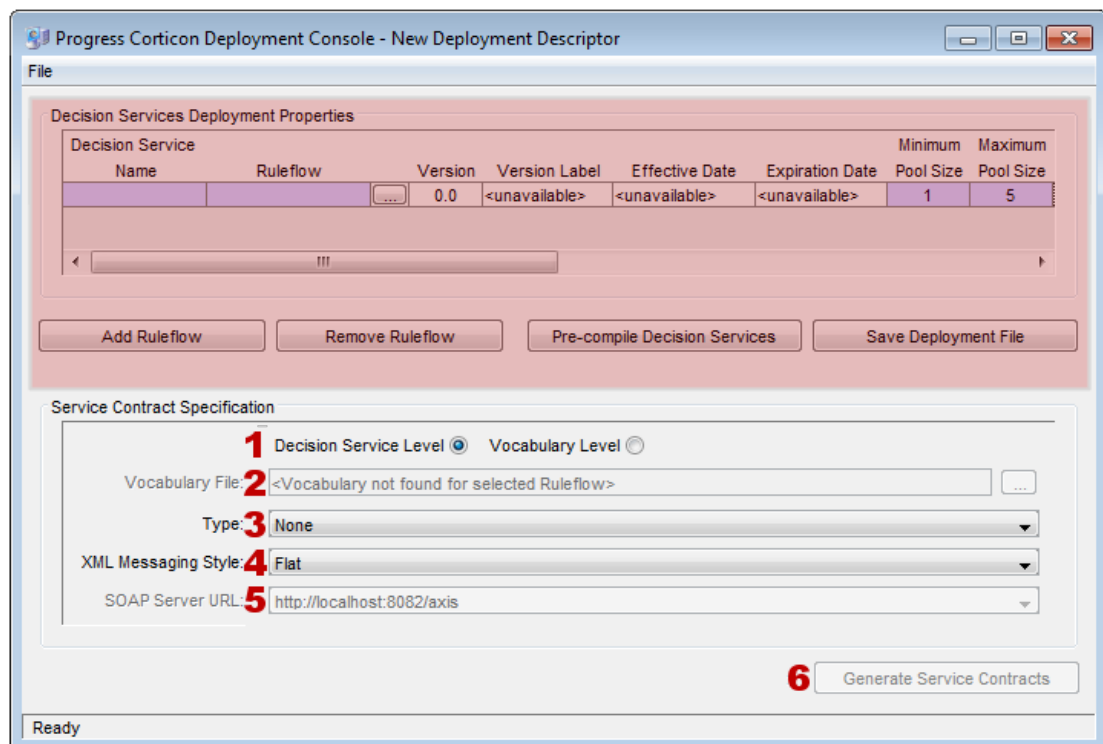 Progress Corticon Deployment Console - New Deployment Descriptor
File
Decision Services Deployment Properties
Decision Service Minimum Maximum
Name Ruleflow Version Version Label Effective Date Expiration Date Pool Size Pool Size
... 0.0 <unavailable> <unavailable> <unavailable> 1 5
Add Ruleflow Remove Ruleflow Pre-compile Decision Services Save Deployment File
Service Contract Specification
1 Decision Service Level Vocabulary Level
Vocabulary File: 2 <Vocabulary not found for selected Ruleflow> ...
Type: 3 None
XML Messaging Style: 4 Flat
SOAP Server URL: 5 http://localhost:8082/axis
6 Generate Service Contracts
Ready